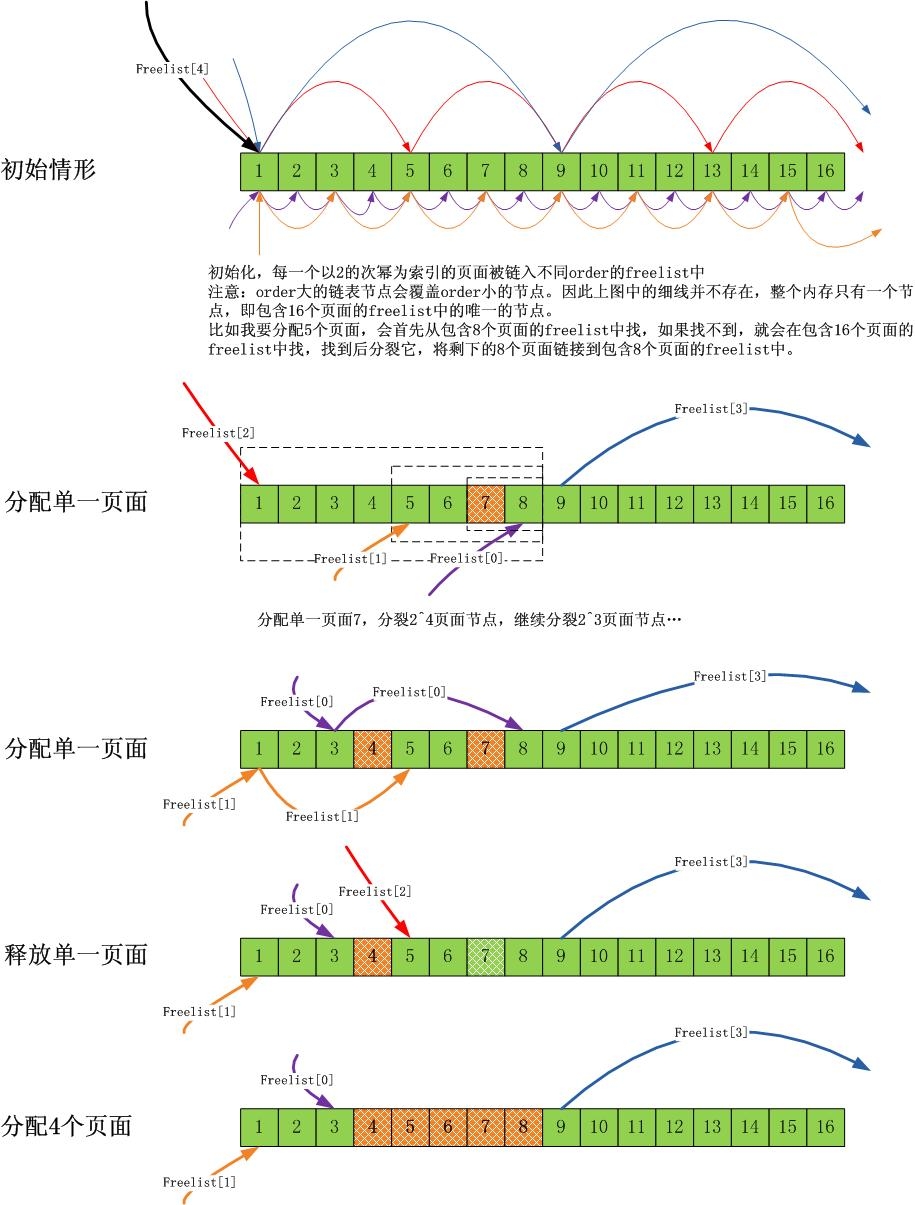 Freelist[4]
初始情形
1 2 3 4 5 6 7 8 9 10 11 12 13 14 15 16
初始化，每一个以2的次幂为索引的页面被链入不同order的freelist中
注意：order大的链表节点会覆盖order小的节点。因此上图中的细线并不存在，整个内存只有一个节
点，即包含16个页面的freelist中的唯一的节点。
比如我要分配5个页面，会首先从包含8个页面的freelist中找，如果找不到，就会在包含16个页面的
freelist中找，找到后分裂它，将剩下的8个页面链接到包含8个页面的freelist中。
Freelist[3]
Freelist[2]
分配单一页面
1 2 3 4 5 6 7 8 9 10 11 12 13 14 15 16
Freelist[1] Freelist[0]
分配单一页面7，分裂2^4页面节点，继续分裂2^3页面节点…
Freelist[3]
Freelist[0] Freelist[0]
分配单一页面
1 2 3 4 5 6 7 8 9 10 11 12 13 14 15 16
Freelist[1]
Freelist[1]
Freelist[3]
Freelist[2]
Freelist[0]
释放单一页面
1 2 3 4 5 6 7 8 9 10 11 12 13 14 15 16
Freelist[1]
Freelist[3]
Freelist[0]
分配4个页面
1 2 3 4 5 6 7 8 9 10 11 12 13 14 15 16
Freelist[1]